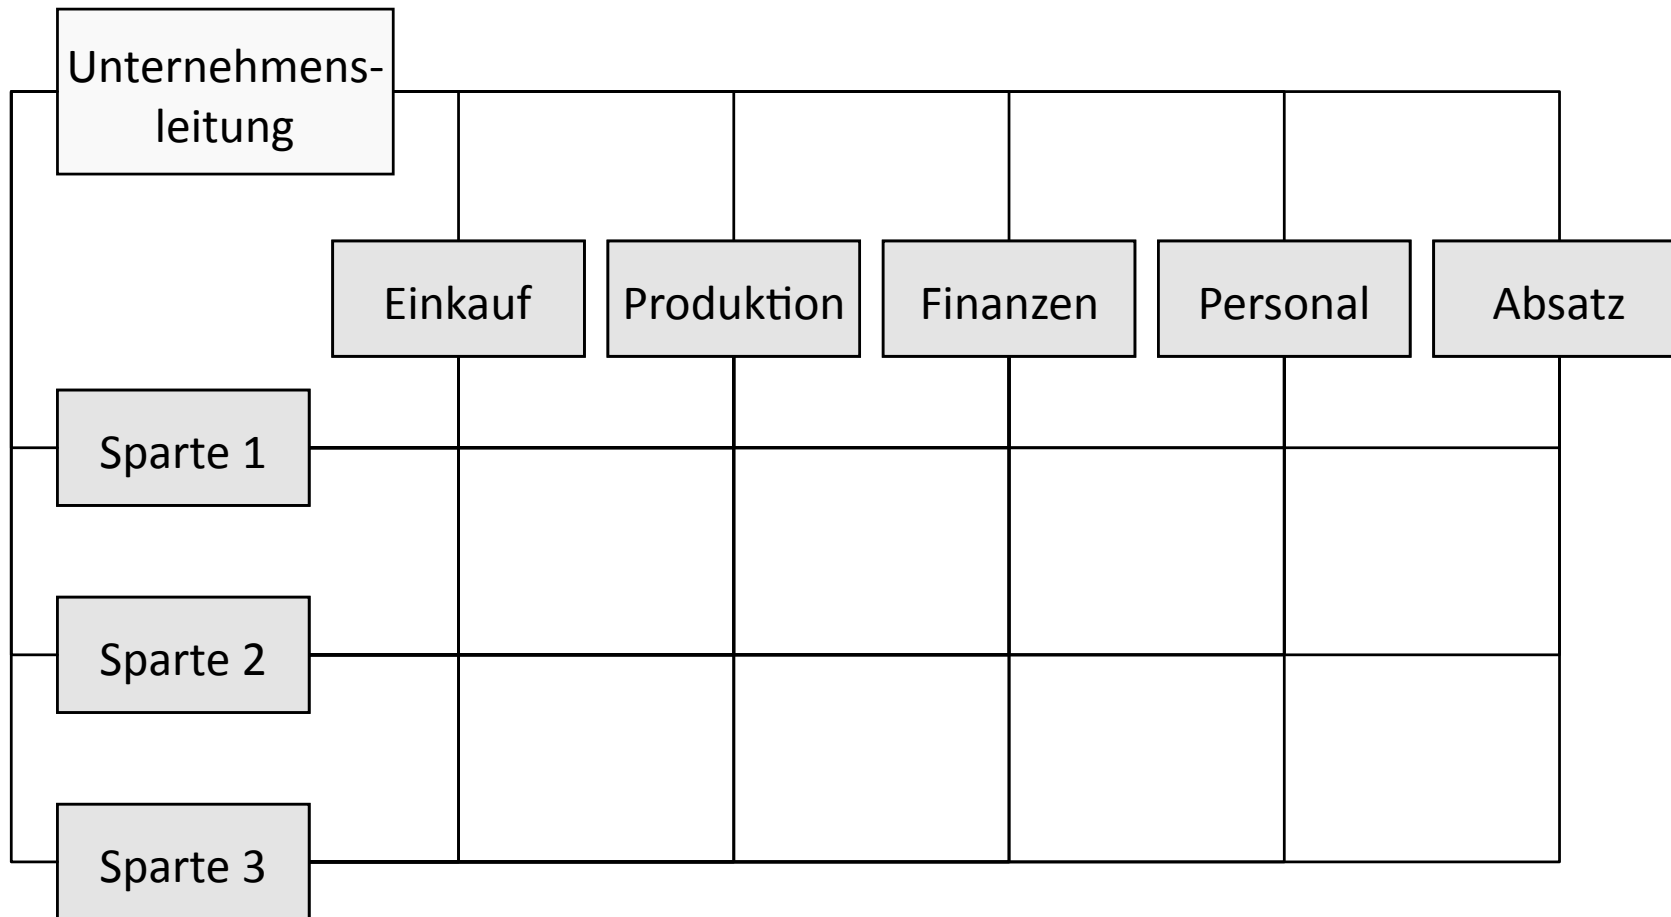 Unternehmens-
leitung
Einkauf
Produktion
Finanzen
Personal
Absatz
Sparte 1
Sparte 2
Sparte 3